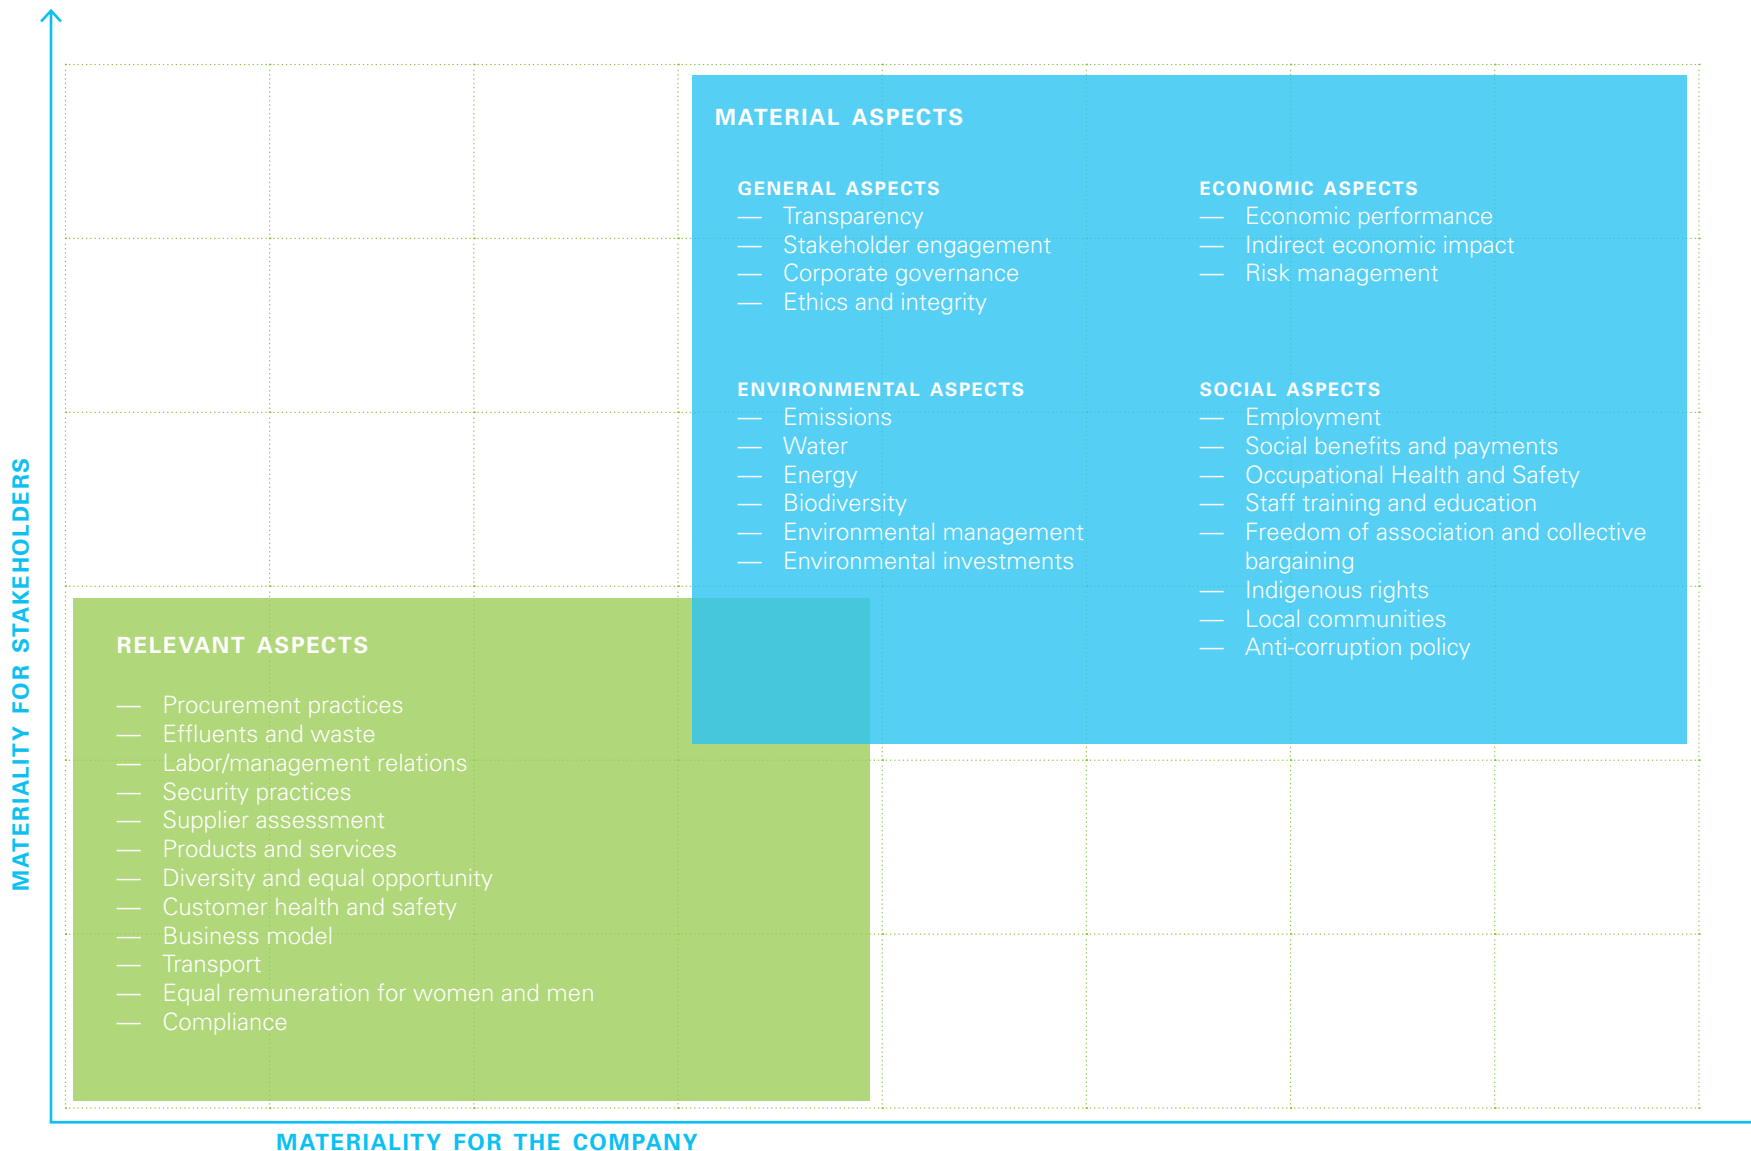 MATERIALITY FOR STAKEHOLDERS
MATERIAL ASPECTS
GENERAL ASPECTS
— Transparency
— Stakeholder engagement
— Corporate governance
— Ethics and integrity
ECONOMIC ASPECTS
— Economic performance
— Indirect economic impact
— Risk management
ENVIRONMENTAL ASPECTS
— Emissions
— Water
— Energy
— Biodiversity
— Environmental management
— Environmental investments
SOCIAL ASPECTS
— Employment
— Social benefits and payments
— Occupational Health and Safety
— Staff training and education
— Freedom of association and collective
bargaining
— Indigenous rights
— Local communities
— Anti-corruption policy
RELEVANT ASPECTS
— Procurement practices
— Effluents and waste
— Labor/management relations
— Security practices
— Supplier assessment
— Products and services
— Diversity and equal opportunity
— Customer health and safety
— Business model
— Transport
— Equal remuneration for women and men
— Compliance
MATERIALITY FOR THE COMPANY